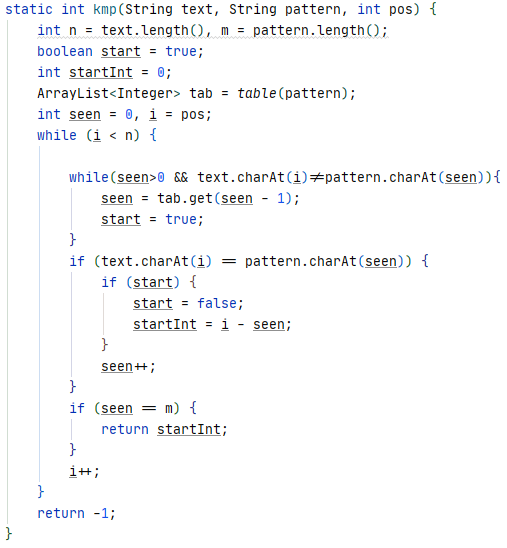 static int kmp(String text, String pattern, int pos) {
    int n = text.length(), m = pattern.length();
    boolean start = true;
    int startInt = 0;
    ArrayList<Integer> tab = table(pattern);
    int seen = 0, i = pos;
    while (i < n) {

        while(seen>0 && text.charAt(i)≠pattern.charAt(seen)){
            seen = tab.get(seen - 1);
            start = true;
        }
        if (text.charAt(i) == pattern.charAt(seen)) {
            if (start) {
                start = false;
                startInt = i - seen;
            }
            seen++;
        }
        if (seen == m) {
            return startInt;
        }
        i++;
    }
    return -1;
}